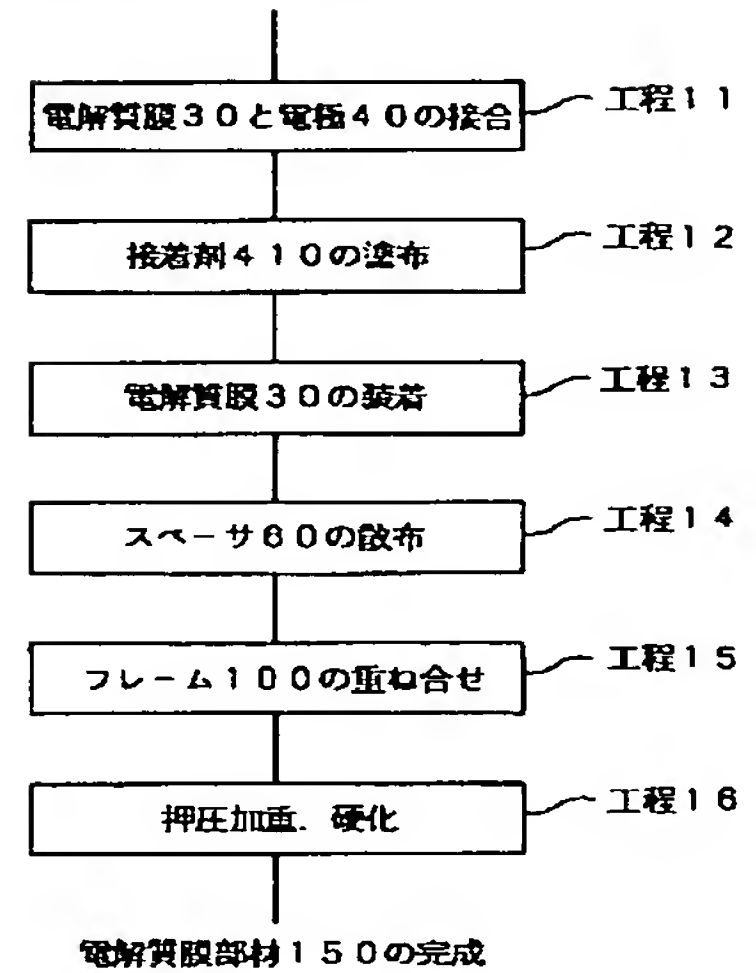 電解質膜30と電極40の接合
工程11
接着剤410の塗布
工程12
電解質膜30の装着
工程13
スペーサ60の散布
工程14
フレーム100の重ね合せ
工程15
押圧加重、硬化
工程16
電解質膜部材150の完成